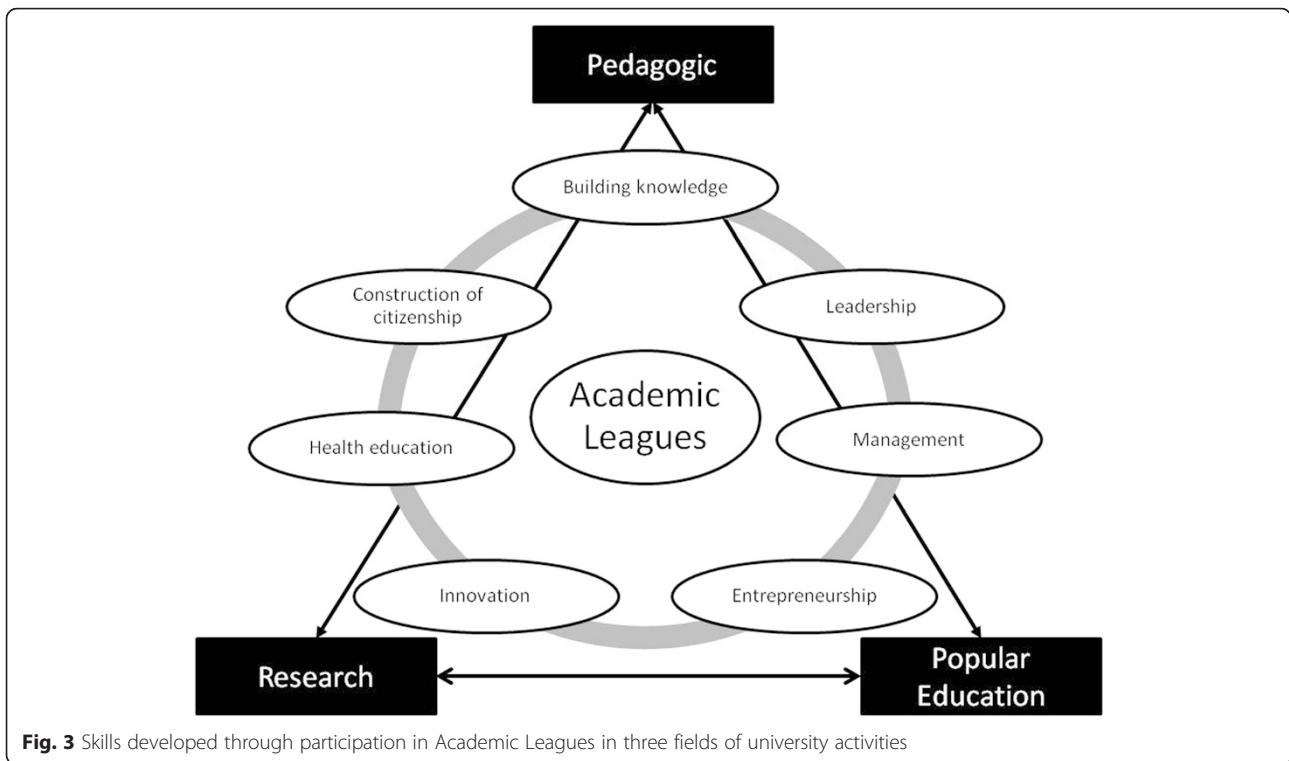 Pedagogic
Building knowledge
Construction of
citizenship
Leadership
Academic
Leagues
Health education
Management
Innovation
Entrepreneurship
Research
Popular
Education
Fig. 3 Skills developed through participation in Academic Leagues in three fields of university activities